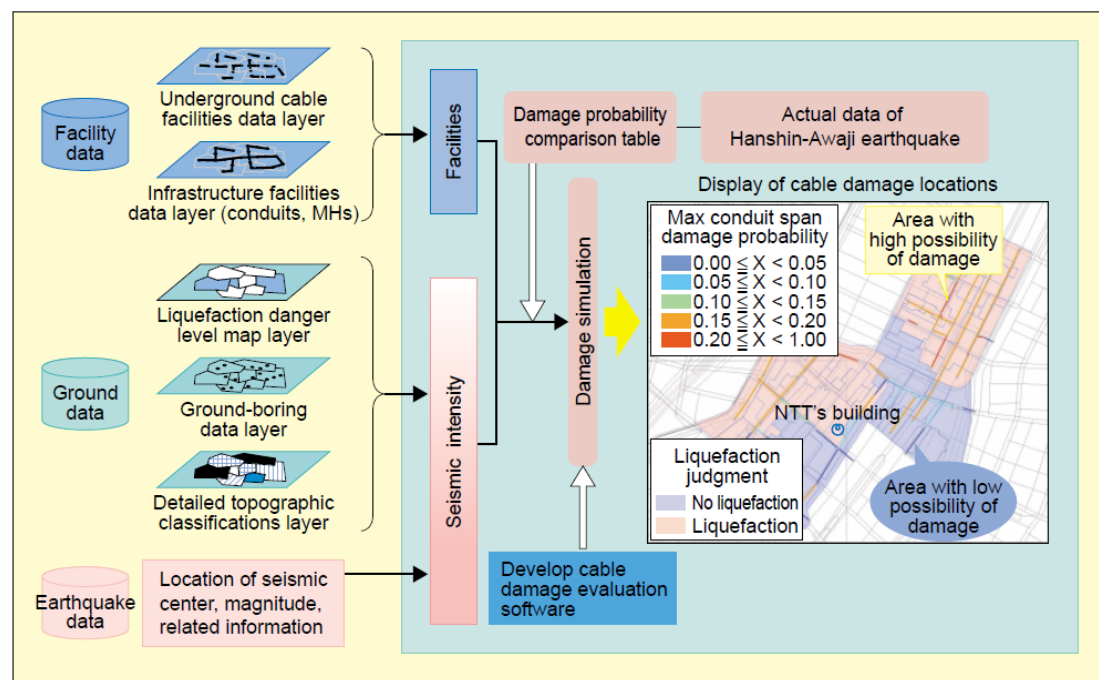 Facility
data
Underground cable
facilities data layer
Infrastructure facilities
data layer (conduits, MHs)
Ground
data
Liquefaction danger
level map layer
Ground-boring
data layer
Detailed topographic
classifications layer
Earthquake
data
Location of seismic
center, magnitude,
related information
Facilities
Seismic intensity
Damage probability
comparison table
Actual data of
Hanshin-Awaji earthquake
Damage simulation
Develop cable
damage evaluation
software
Display of cable damage locations
Max conduit span
damage probability
0.00 ≦ X < 0.05
0.05 ≦ X < 0.10
0.10 ≦ X < 0.15
0.15 ≦ X < 0.20
0.20 ≦ X < 1.00
Area with
high possibility
of damage
NTT's building
Liquefaction
judgment
No liquefaction
Liquefaction
Area with low
possibility of
damage